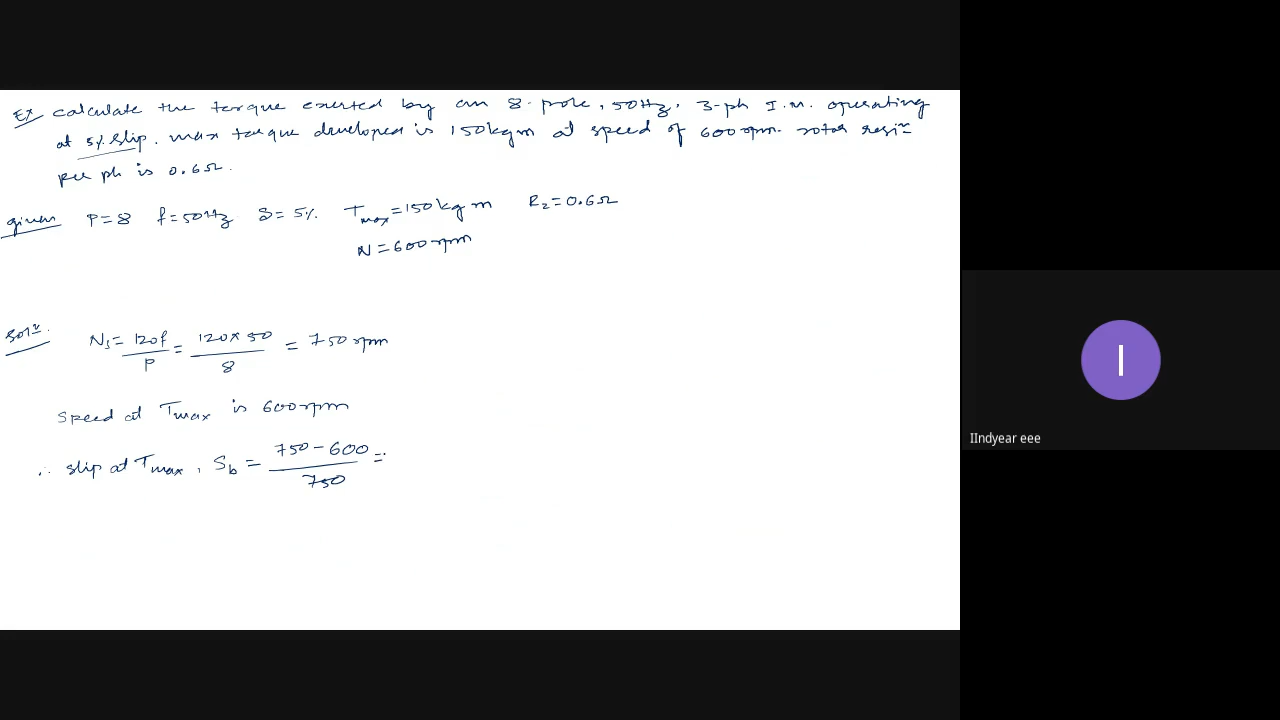 Ex calculate the torque exerted by an 8-pole, 50Hz, 3-ph I.M. operating
at 5% slip. max torque developed is 150kgm at speed of 600rpm. rotor resi
per ph is 0.6Ω.
given P=8 f=50Hz S=5% Tmax=150kgm R2=0.6Ω
N=600rpm
Sol:
Ns = 120f/P = 120×50/8 = 750rpm
speed at Tmax is 600rpm
∴ slip at Tmax, Sb = 750-600/750 =
I
IIndyear eee